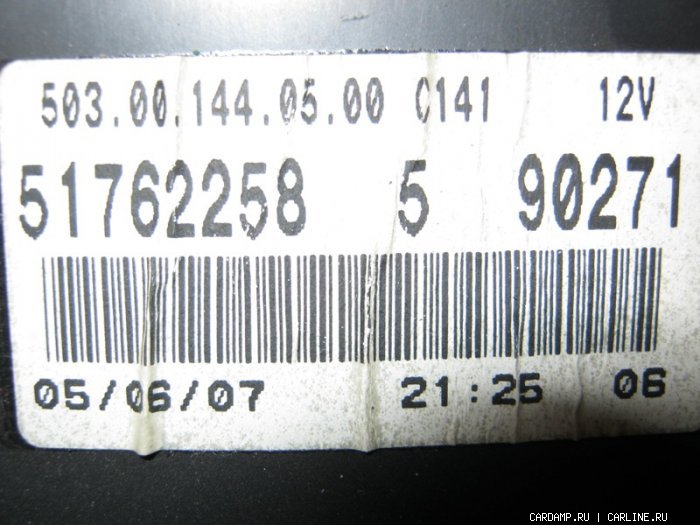 503.00.144.05.00 C141 12V
51762258 5 90271
05/06/07 21:25 06
CARDAMP.RU | CARLINE.RU